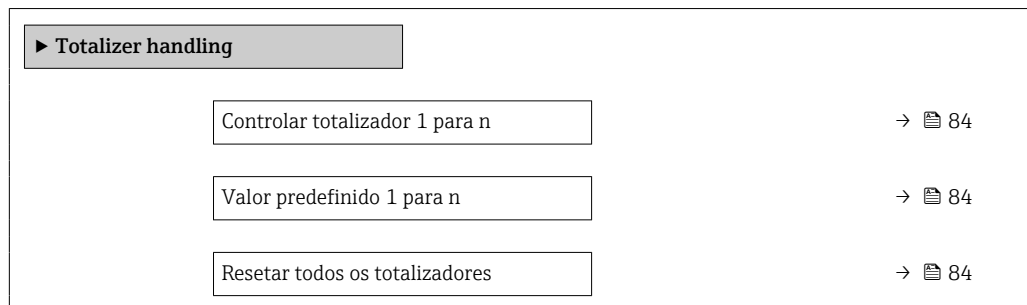 ▶ Totalizer handling
Controlar totalizador 1 para n → 84
Valor predefinido 1 para n → 84
Resetar todos os totalizadores → 84